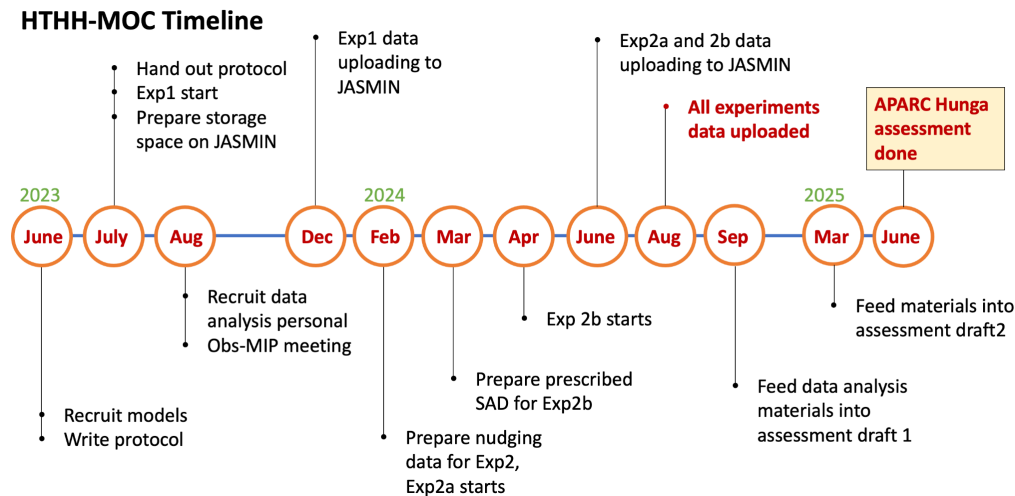 HTHH-MOC Timeline
Hand out protocol
Exp1 start
Prepare storage
space on JASMIN
Exp1 data
uploading to
JASMIN
Exp2a and 2b data
uploading to JASMIN
All experiments
data uploaded
APARC Hunga
assessment
done
2023
2024
2025
June
July
Aug
Dec
Feb
Mar
Apr
June
Aug
Sep
Mar
June
Recruit data
analysis personal
Obs-MIP meeting
Recruit models
Write protocol
Prepare nudging
data for Exp2,
Exp2a starts
Prepare prescribed
SAD for Exp2b
Exp 2b starts
Feed data analysis
materials into
assessment draft 1
Feed materials into
assessment draft2